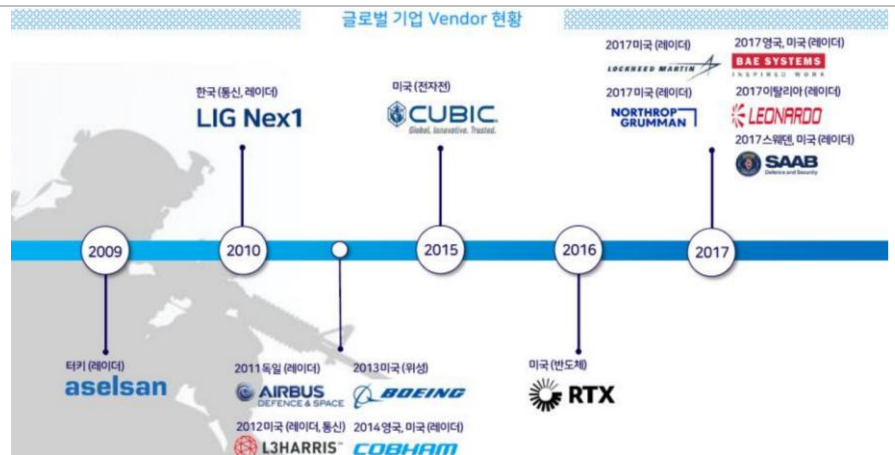 글로벌 기업 Vendor 현황
2017미국 (레이더)
LOCKHEED MARTIN
2017영국, 미국 (레이더)
BAE SYSTEMS
INSPIRED WORK
한국 (통신, 레이더)
LIG Nex1
미국 (전자전)
CUBIC
Global. Innovative. Trusted.
2017미국 (레이더)
NORTHROP
GRUMMAN
2017이탈리아 (레이더)
LEONARDO
2017스웨덴, 미국 (레이더)
SAAB
Defence and Security
2009
2010
2015
2016
2017
터키 (레이더)
aselsan
2011독일 (레이더)
AIRBUS
DEFENCE & SPACE
2013미국 (위성)
BOEING
미국 (반도체)
RTX
2012미국 (레이더, 통신)
L3HARRIS™
2014영국, 미국 (레이더)
COBHAM